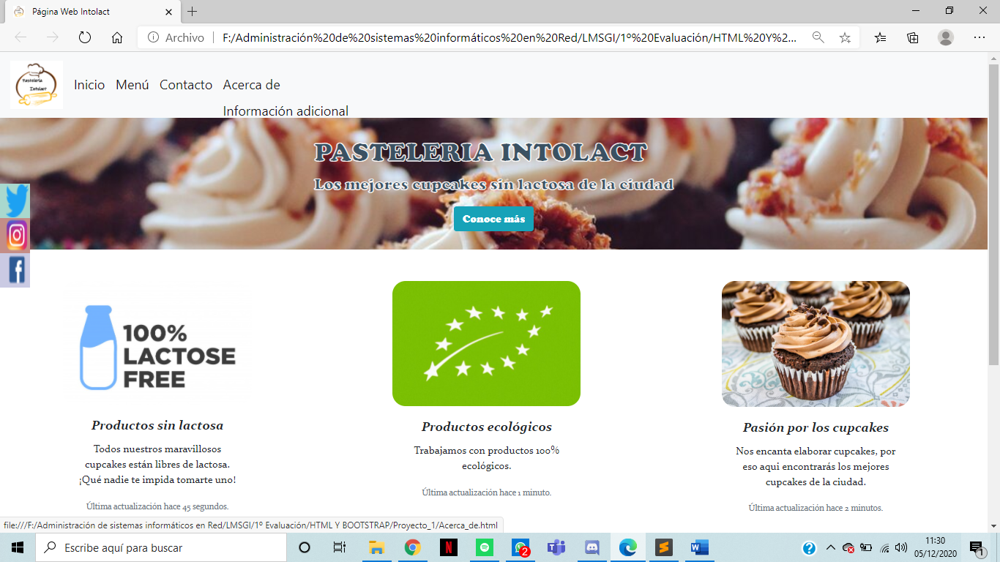 Página Web Intolact
Archivo
F:/Administración%20de%20sistemas%20informáticos%20en%20Red/LMSGI/1º%20Evaluación/HTML%20Y%2...
Pastelería
Intolact
Inicio Menú Contacto Acerca de
Información adicional
PASTELERIA INTOLACT
Los mejores cupcakes sin lactosa de la ciudad
Conoce más
100%
LACTOSE
FREE
Productos sin lactosa
Todos nuestros maravillosos
cupcakes están libres de lactosa.
¡Qué nadie te impida tomarte uno!
Última actualización hace 45 segundos.
Productos ecológicos
Trabajamos con productos 100%
ecológicos.
Última actualización hace 1 minuto.
Pasión por los cupcakes
Nos encanta elaborar cupcakes, por
eso aqui encontrarás los mejores
cupcakes de la ciudad.
Última actualización hace 2 minutos.
file:///F:/Administración de sistemas informáticos en Red/LMSGI/1º Evaluación/HTML Y BOOTSTRAP/Proyecto_1/Acerca_de.html
Escribe aquí para buscar
2
11:30
05/12/2020
1